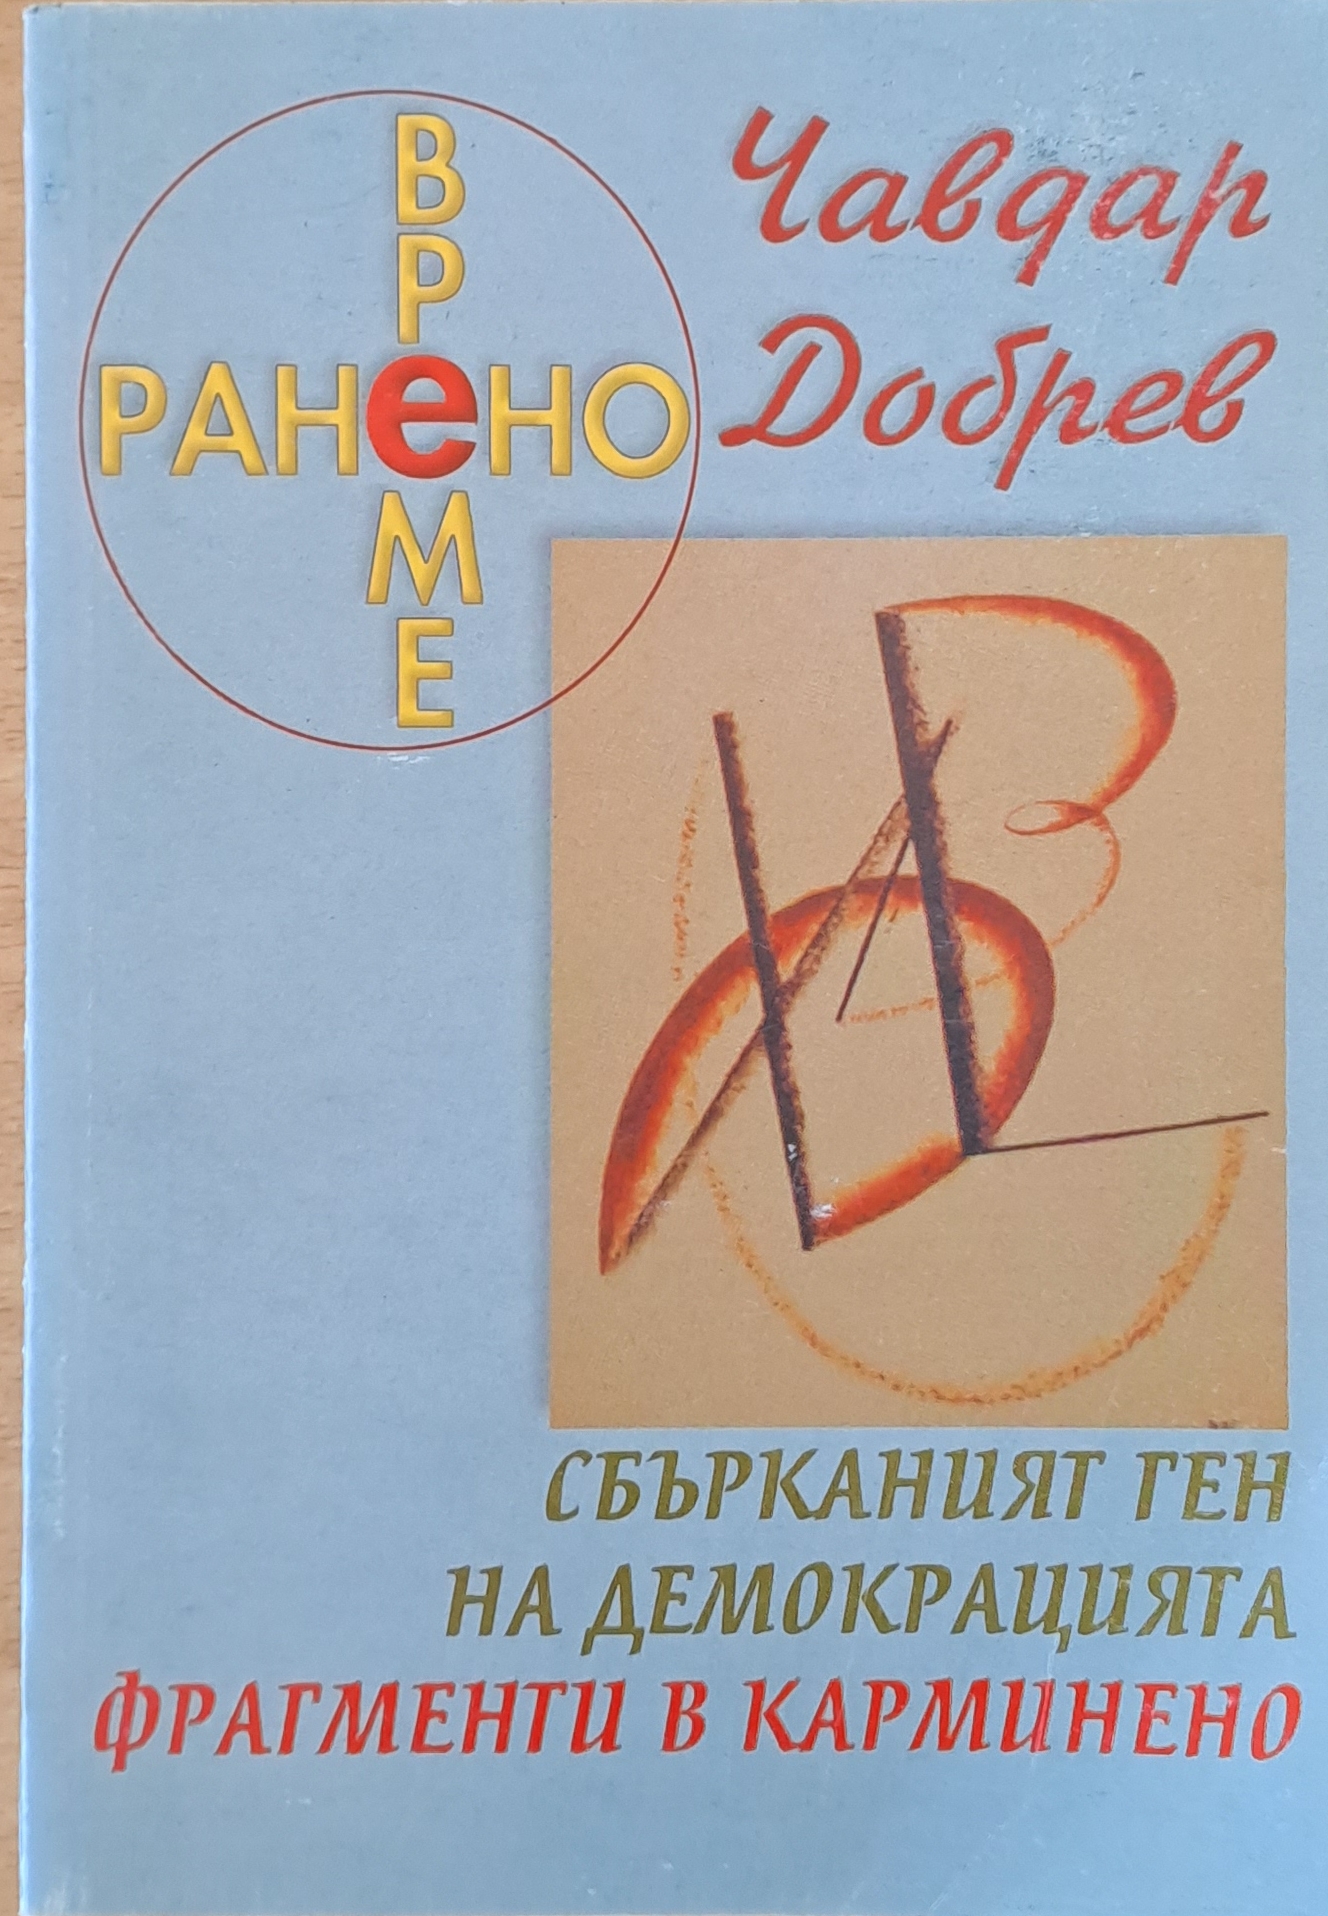 РАНЕНО
ВРЕМЕ
Чавдар
Добрев
СБЪРКАНИЯТ ГЕН
НА ДЕМОКРАЦИЯТА
ФРАГМЕНТИ В КАРМИНЕНО